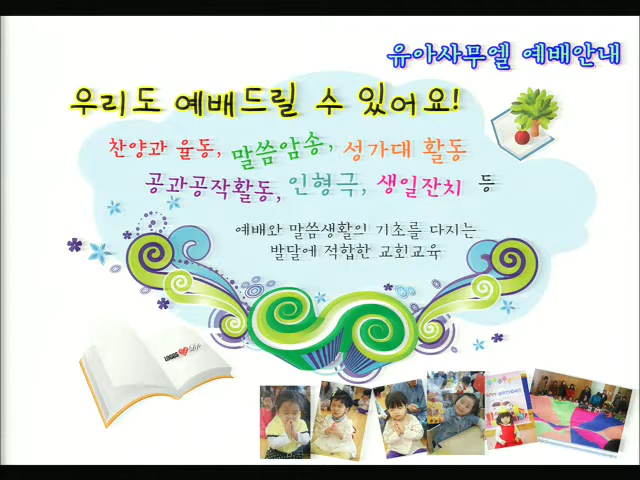 유아사무엘 예배안내
우리도 예배드릴 수 있어요!
찬양과 율동, 말씀암송, 성가대 활동
공과공작활동, 인형극, 생일잔치 등
예배와 말씀생활의 기초를 다지는
발달에 적합한 교회교육
LOGOS Life